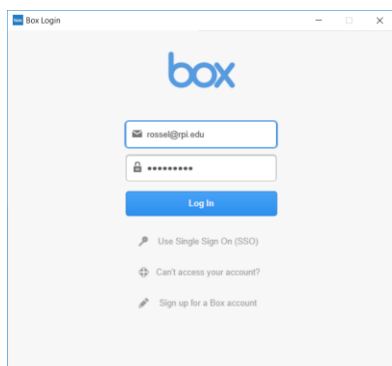 box Box Login
box
rossel@rpi.edu
•••••••••
Log In
Use Single Sign On (SSO)
Can't access your account?
Sign up for a Box account